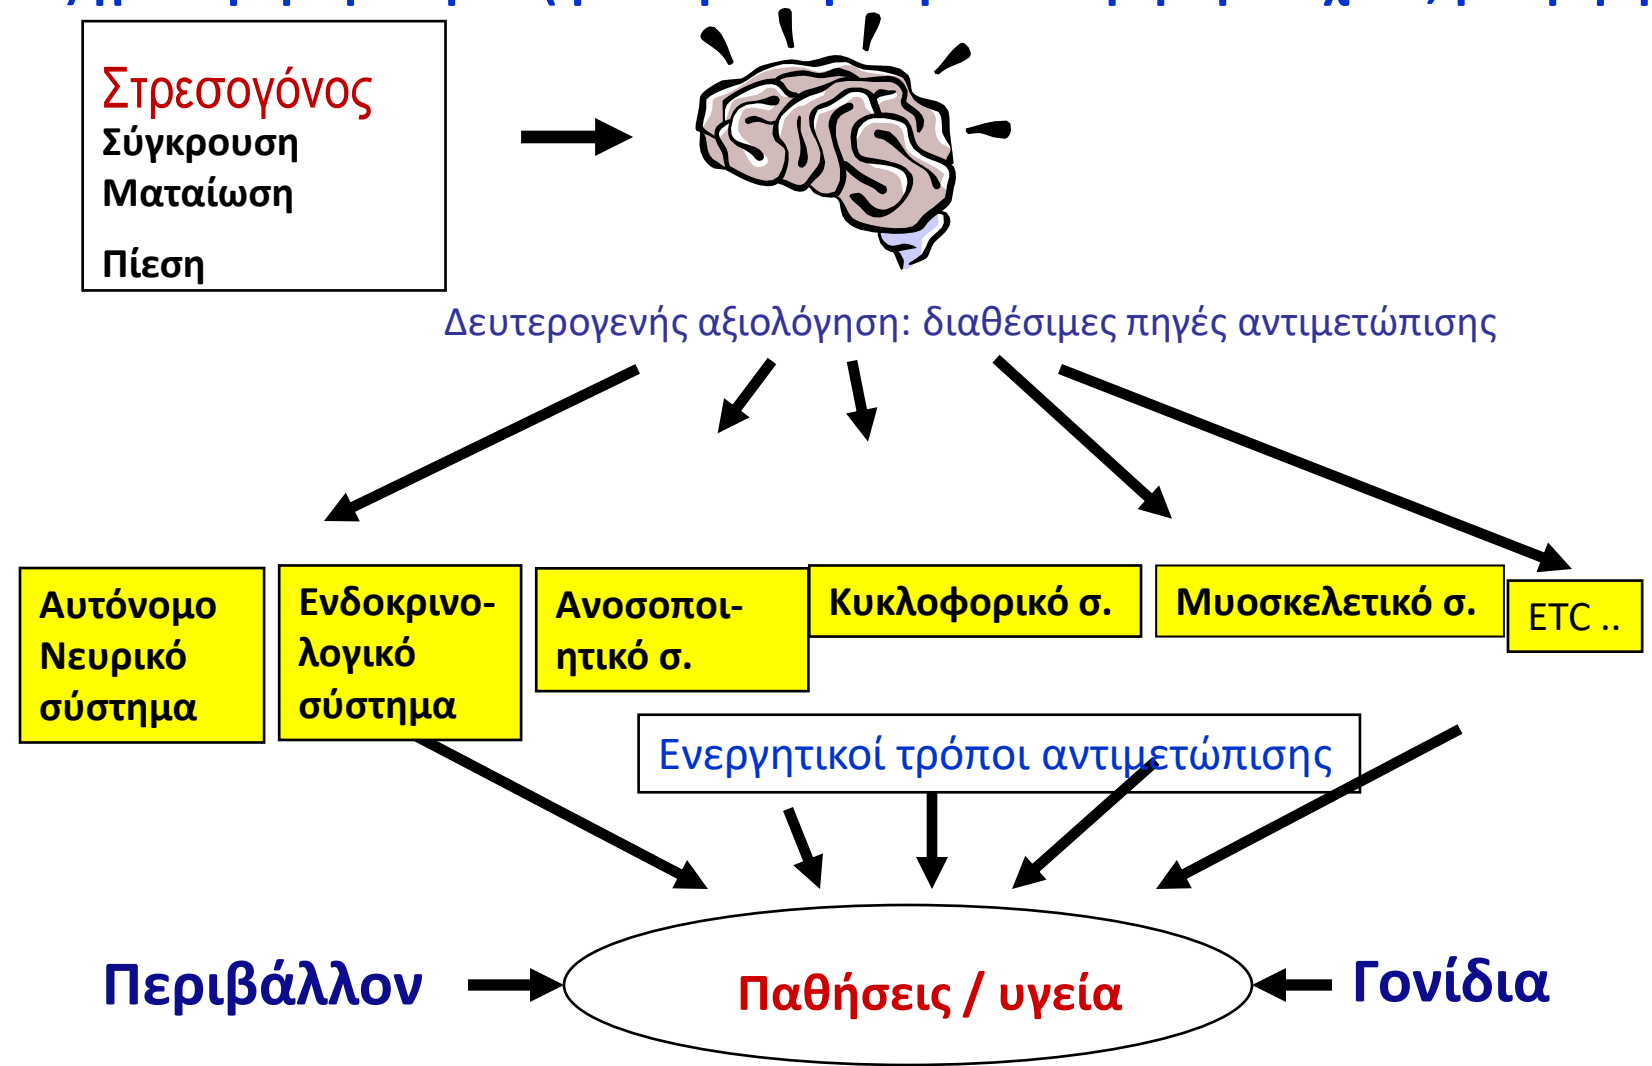 Στρεσογόνος
Σύγκρουση
Ματαίωση
Πίεση
Δευτερογενής αξιολόγηση: διαθέσιμες πηγές αντιμετώπισης
Αυτόνομο
Νευρικό
σύστημα
Ενδοκρινο-
λογικό
σύστημα
Ανοσοποι-
ητικό σ.
Κυκλοφορικό σ.
Μυοσκελετικό σ.
ETC ..
Ενεργητικοί τρόποι αντιμετώπισης
Περιβάλλον
Παθήσεις / υγεία
Γονίδια